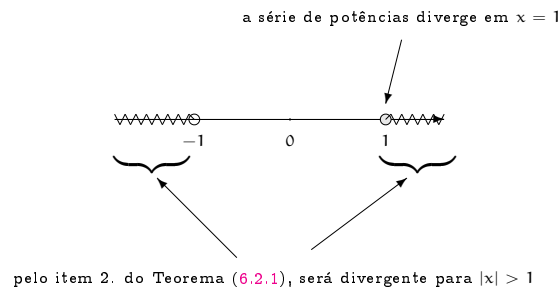 a série de potências diverge em x = 1
−1 0 1
pelo item 2. do Teorema (6.2.1), será divergente para |x| > 1